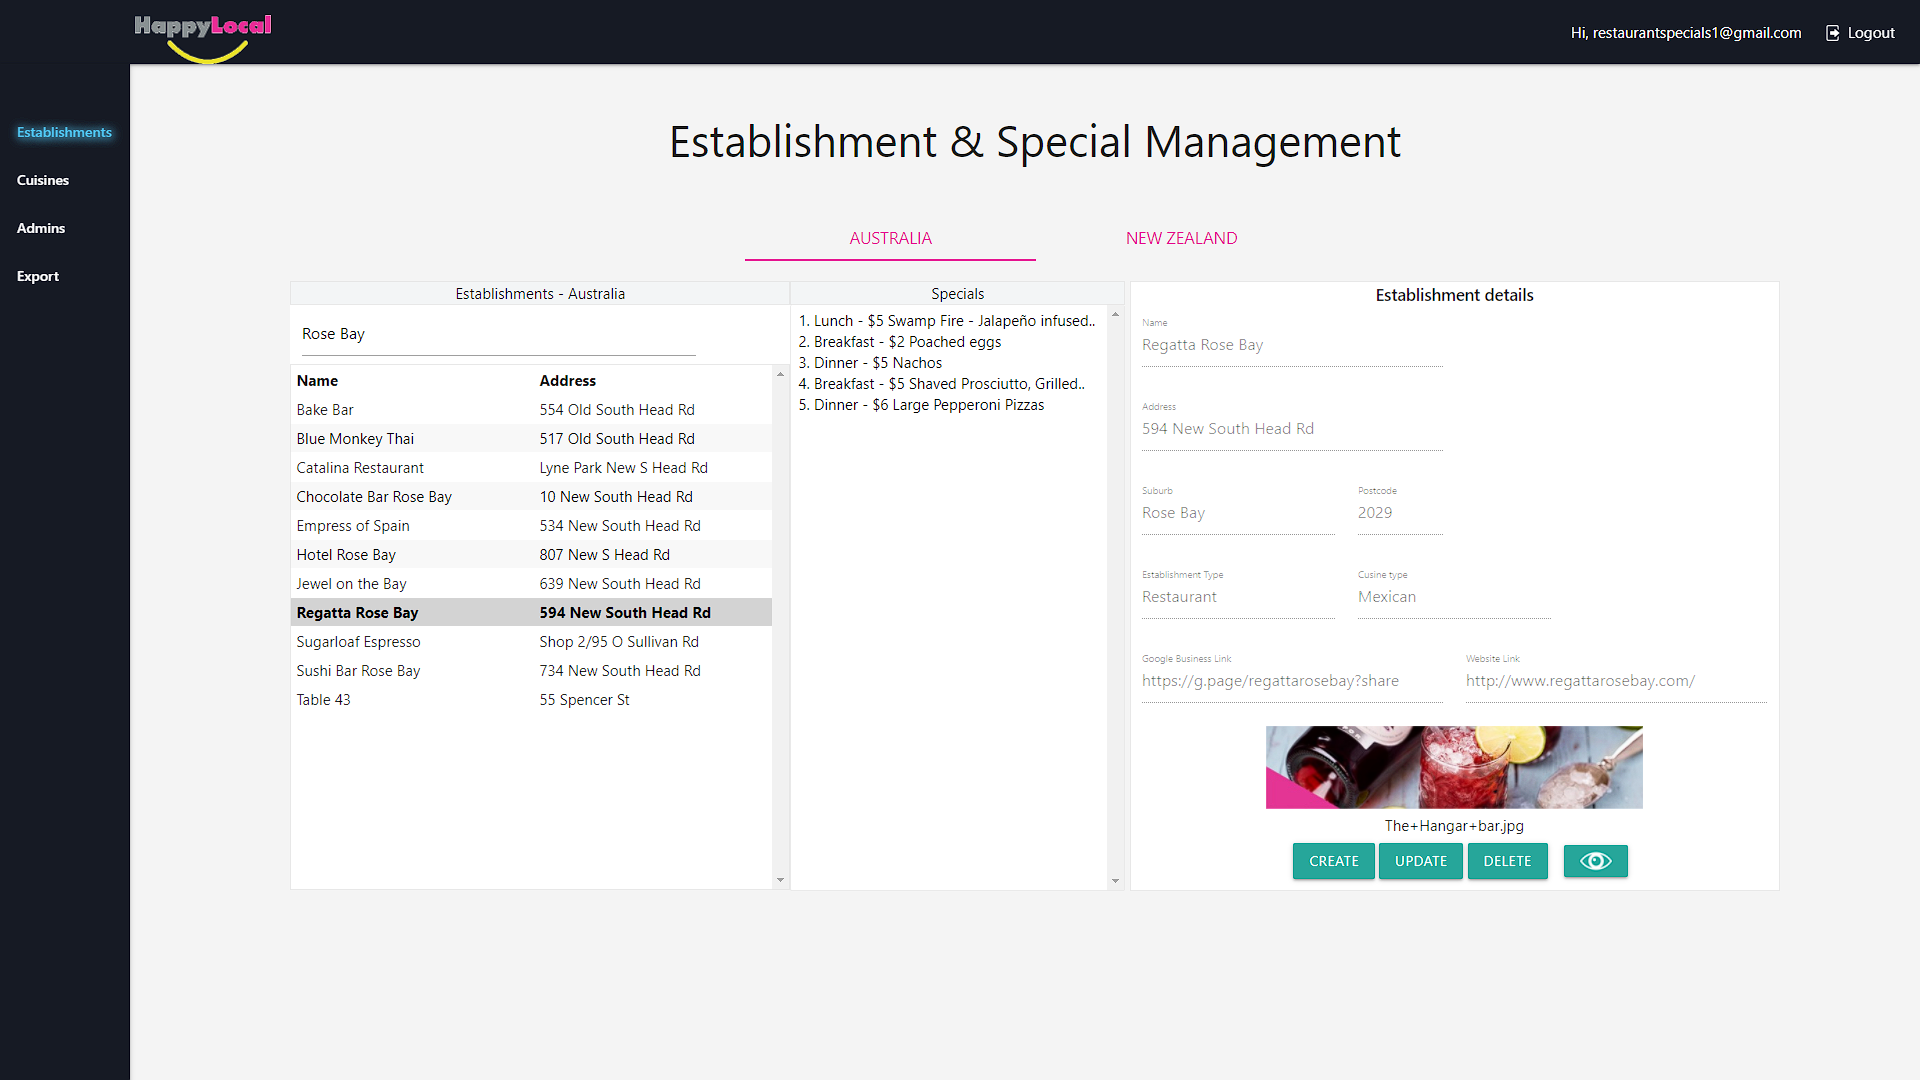 HappyLocal
Hi, restaurantspecials1@gmail.com Logout
Establishments
Cuisines
Admins
Export
Establishment & Special Management
AUSTRALIA NEW ZEALAND
Establishments - Australia
Rose Bay
Name Address
Bake Bar 554 Old South Head Rd
Blue Monkey Thai 517 Old South Head Rd
Catalina Restaurant Lyne Park New S Head Rd
Chocolate Bar Rose Bay 10 New South Head Rd
Empress of Spain 534 New South Head Rd
Hotel Rose Bay 807 New S Head Rd
Jewel on the Bay 639 New South Head Rd
Regatta Rose Bay 594 New South Head Rd
Sugarloaf Espresso Shop 2/95 O Sullivan Rd
Sushi Bar Rose Bay 734 New South Head Rd
Table 43 55 Spencer St
Specials
1. Lunch - $5 Swamp Fire - Jalapeño infused..
2. Breakfast - $2 Poached eggs
3. Dinner - $5 Nachos
4. Breakfast - $5 Shaved Prosciutto, Grilled..
5. Dinner - $6 Large Pepperoni Pizzas
Establishment details
Name
Regatta Rose Bay
Address
594 New South Head Rd
Suburb Postcode
Rose Bay 2029
Establishment Type Cusine type
Restaurant Mexican
Google Business Link Website Link
https://g.page/regattarosebay?share http://www.regattarosebay.com/
The+Hangar+bar.jpg
CREATE UPDATE DELETE